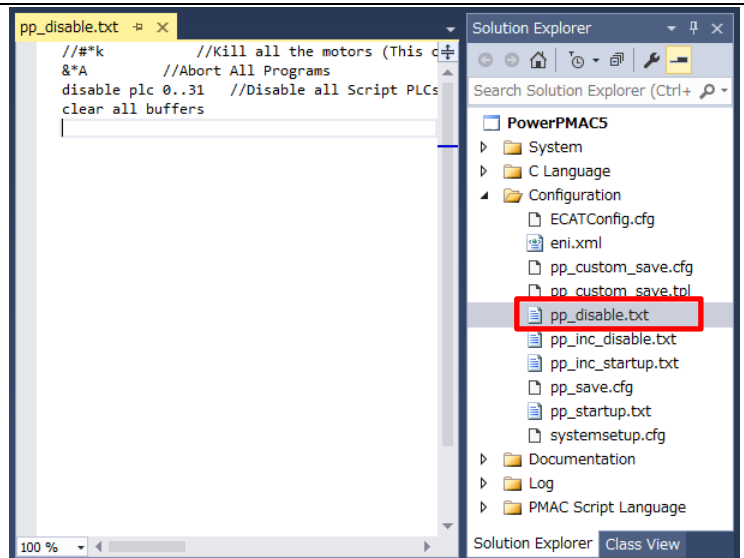 pp_disable.txt
//#*k //Kill all the motors (This c
&*A //Abort All Programs
disable plc 0..31 //Disable all Script PLCs
clear all buffers
100 %
Solution Explorer
Search Solution Explorer (Ctrl+
PowerPMAC5
System
C Language
Configuration
ECATConfig.cfg
eni.xml
pp_custom_save.cfg
pp_custom_save.tpl
pp_disable.txt
pp_inc_disable.txt
pp_inc_startup.txt
pp_save.cfg
pp_startup.txt
systemsetup.cfg
Documentation
Log
PMAC Script Language
Solution Explorer Class View